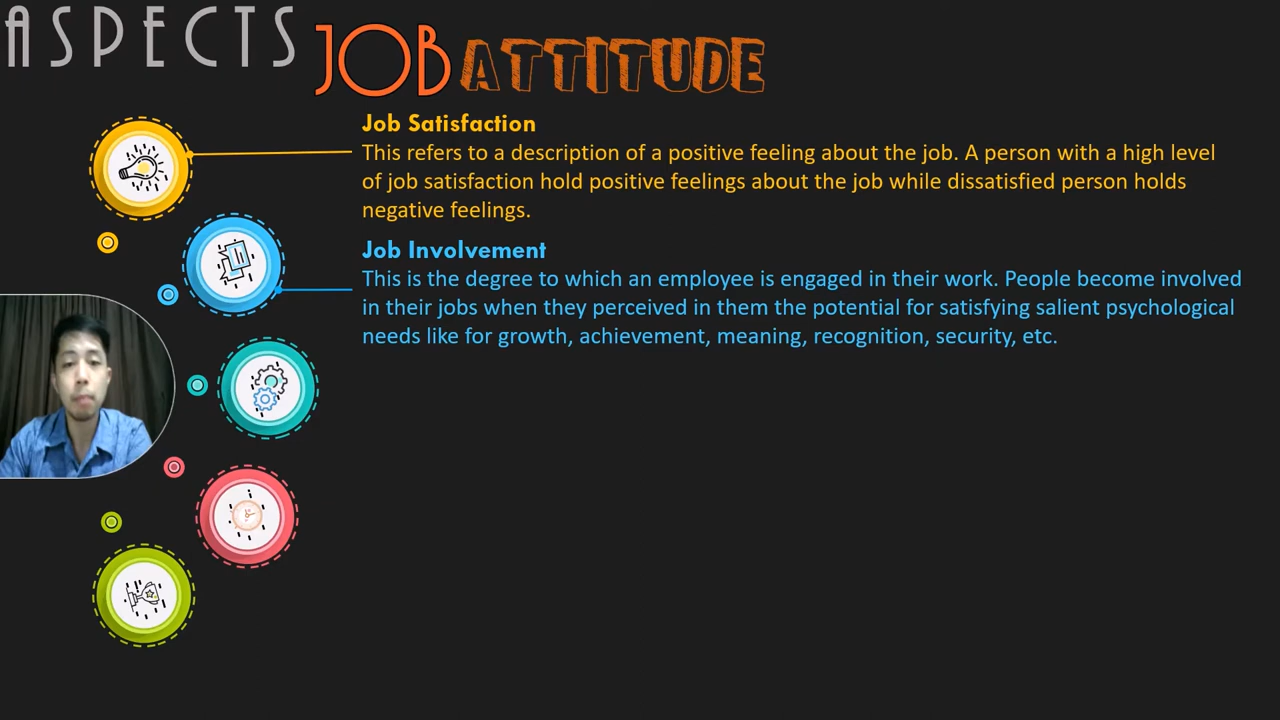 ASPECTS
JOB ATTITUDE
Job Satisfaction
This refers to a description of a positive feeling about the job. A person with a high level
of job satisfaction hold positive feelings about the job while dissatisfied person holds
negative feelings.
Job Involvement
This is the degree to which an employee is engaged in their work. People become involved
in their jobs when they perceived in them the potential for satisfying salient psychological
needs like for growth, achievement, meaning, recognition, security, etc.